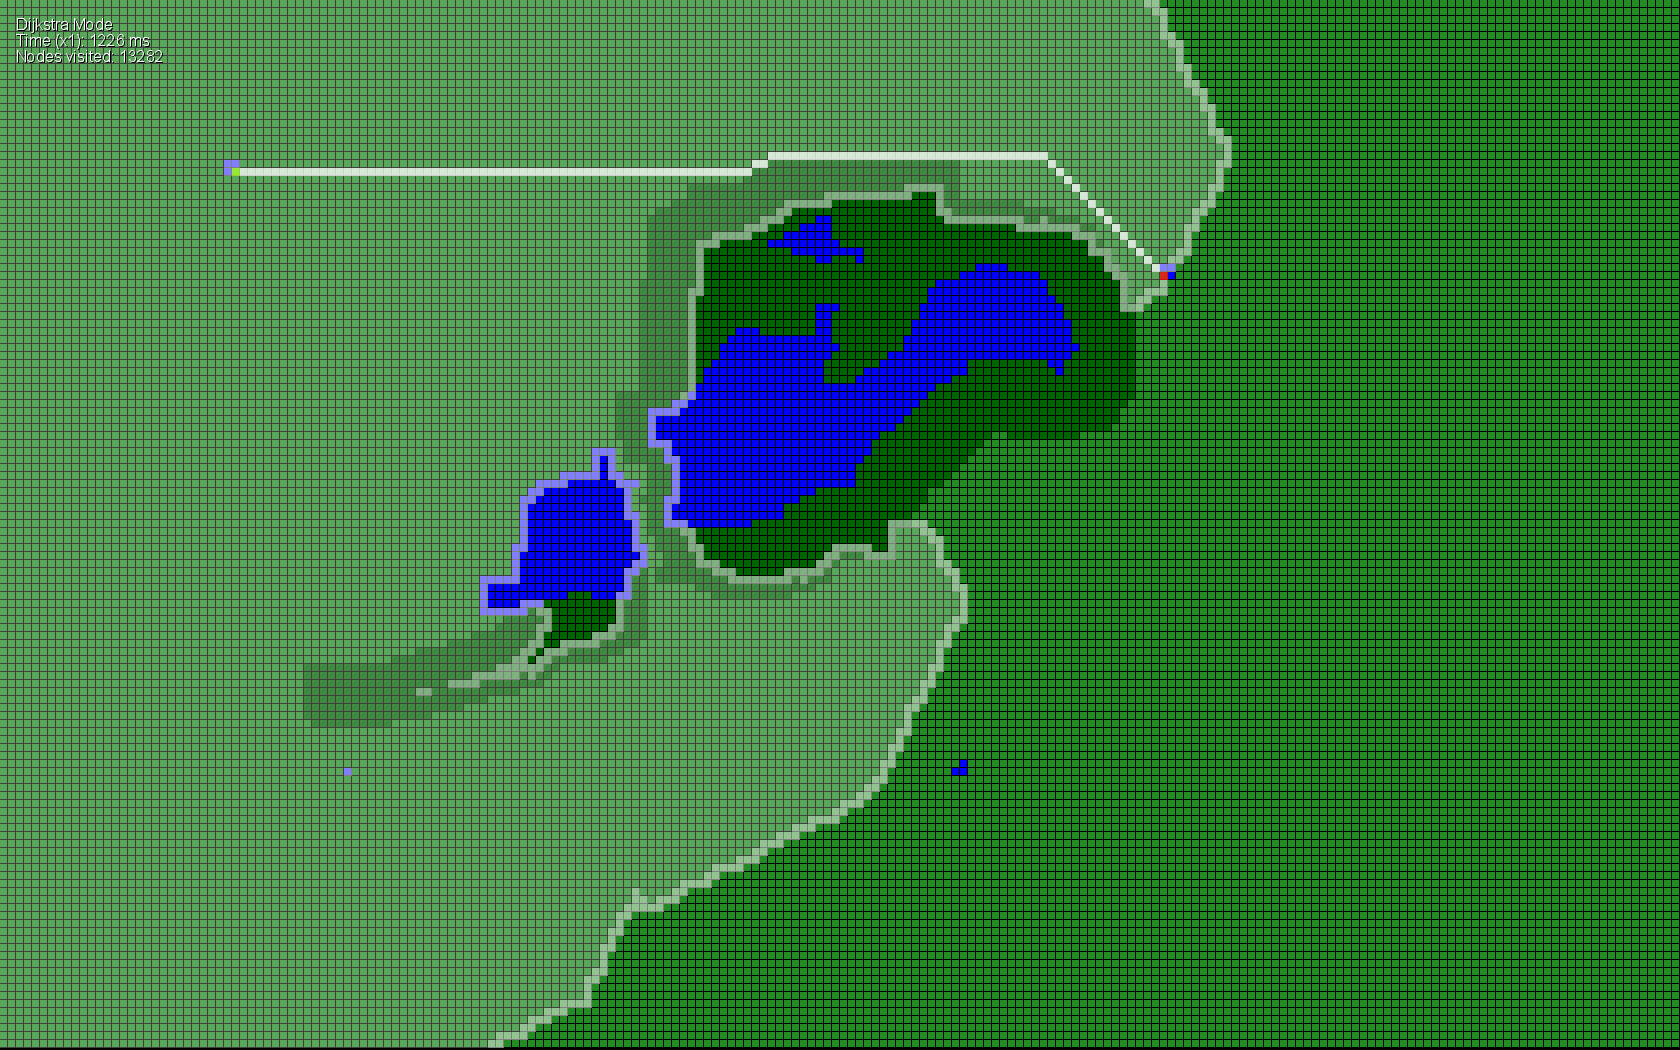 Dijkstra Mode
Time (x1): 1226 ms
Nodes visited: 13282